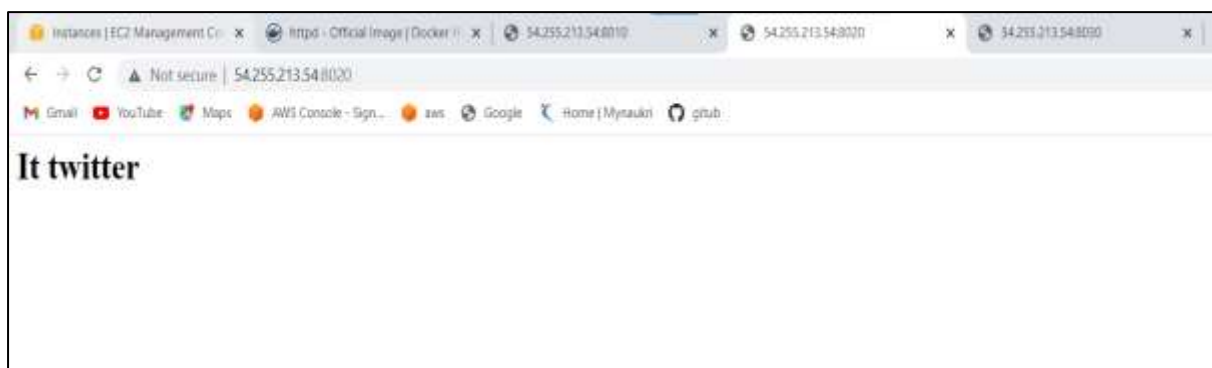 Instances | EC2 Management Co
httpd - Official Image | Docker H
54.255.213.54:8010
54.255.213.54:8020
54.255.213.54:8030
Not secure | 54.255.213.54:8020
Gmail YouTube Maps AWS Console - Sign... aws Google Home | Mynaukri gitub
It twitter